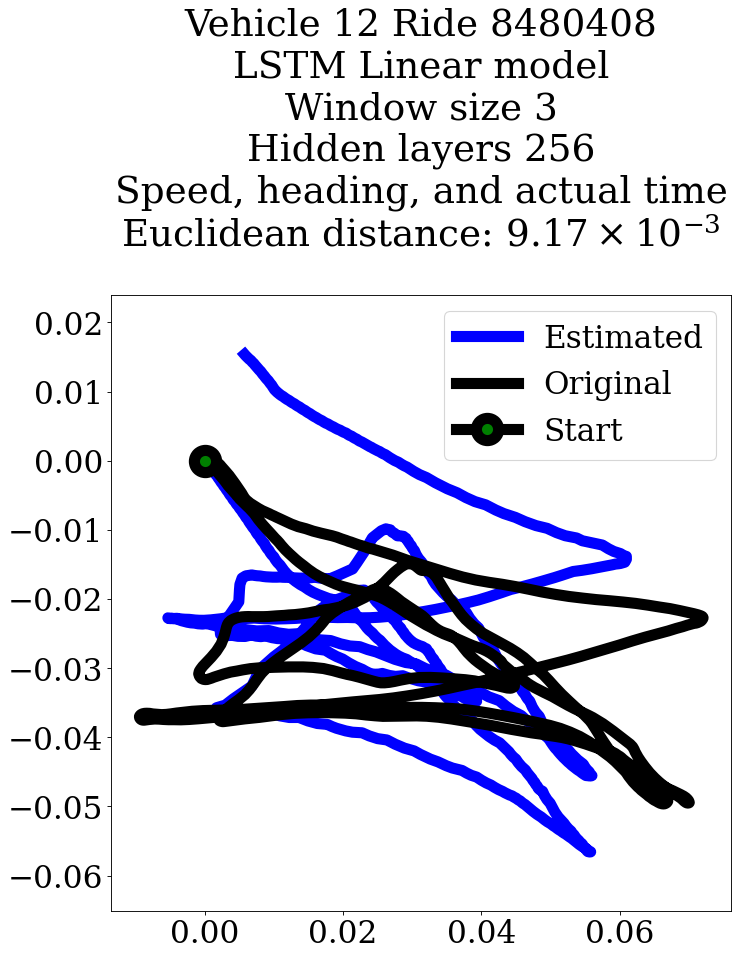 Vehicle 12 Ride 8480408
LSTM Linear model
Window size 3
Hidden layers 256
Speed, heading, and actual time
Euclidean distance: 9.17 × 10⁻³
Estimated
Original
Start
0.02
0.01
0.00
−0.01
−0.02
−0.03
−0.04
−0.05
−0.06
0.00 0.02 0.04 0.06